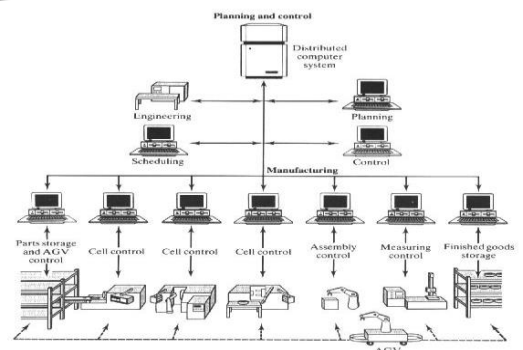 Planning and control
Distributed
computer
system
Engineering
Planning
Scheduling
Control
Manufacturing
Parts storage
and AGV
control
Cell control
Cell control
Cell control
Assembly
control
Measuring
control
Finished goods
storage
AGV